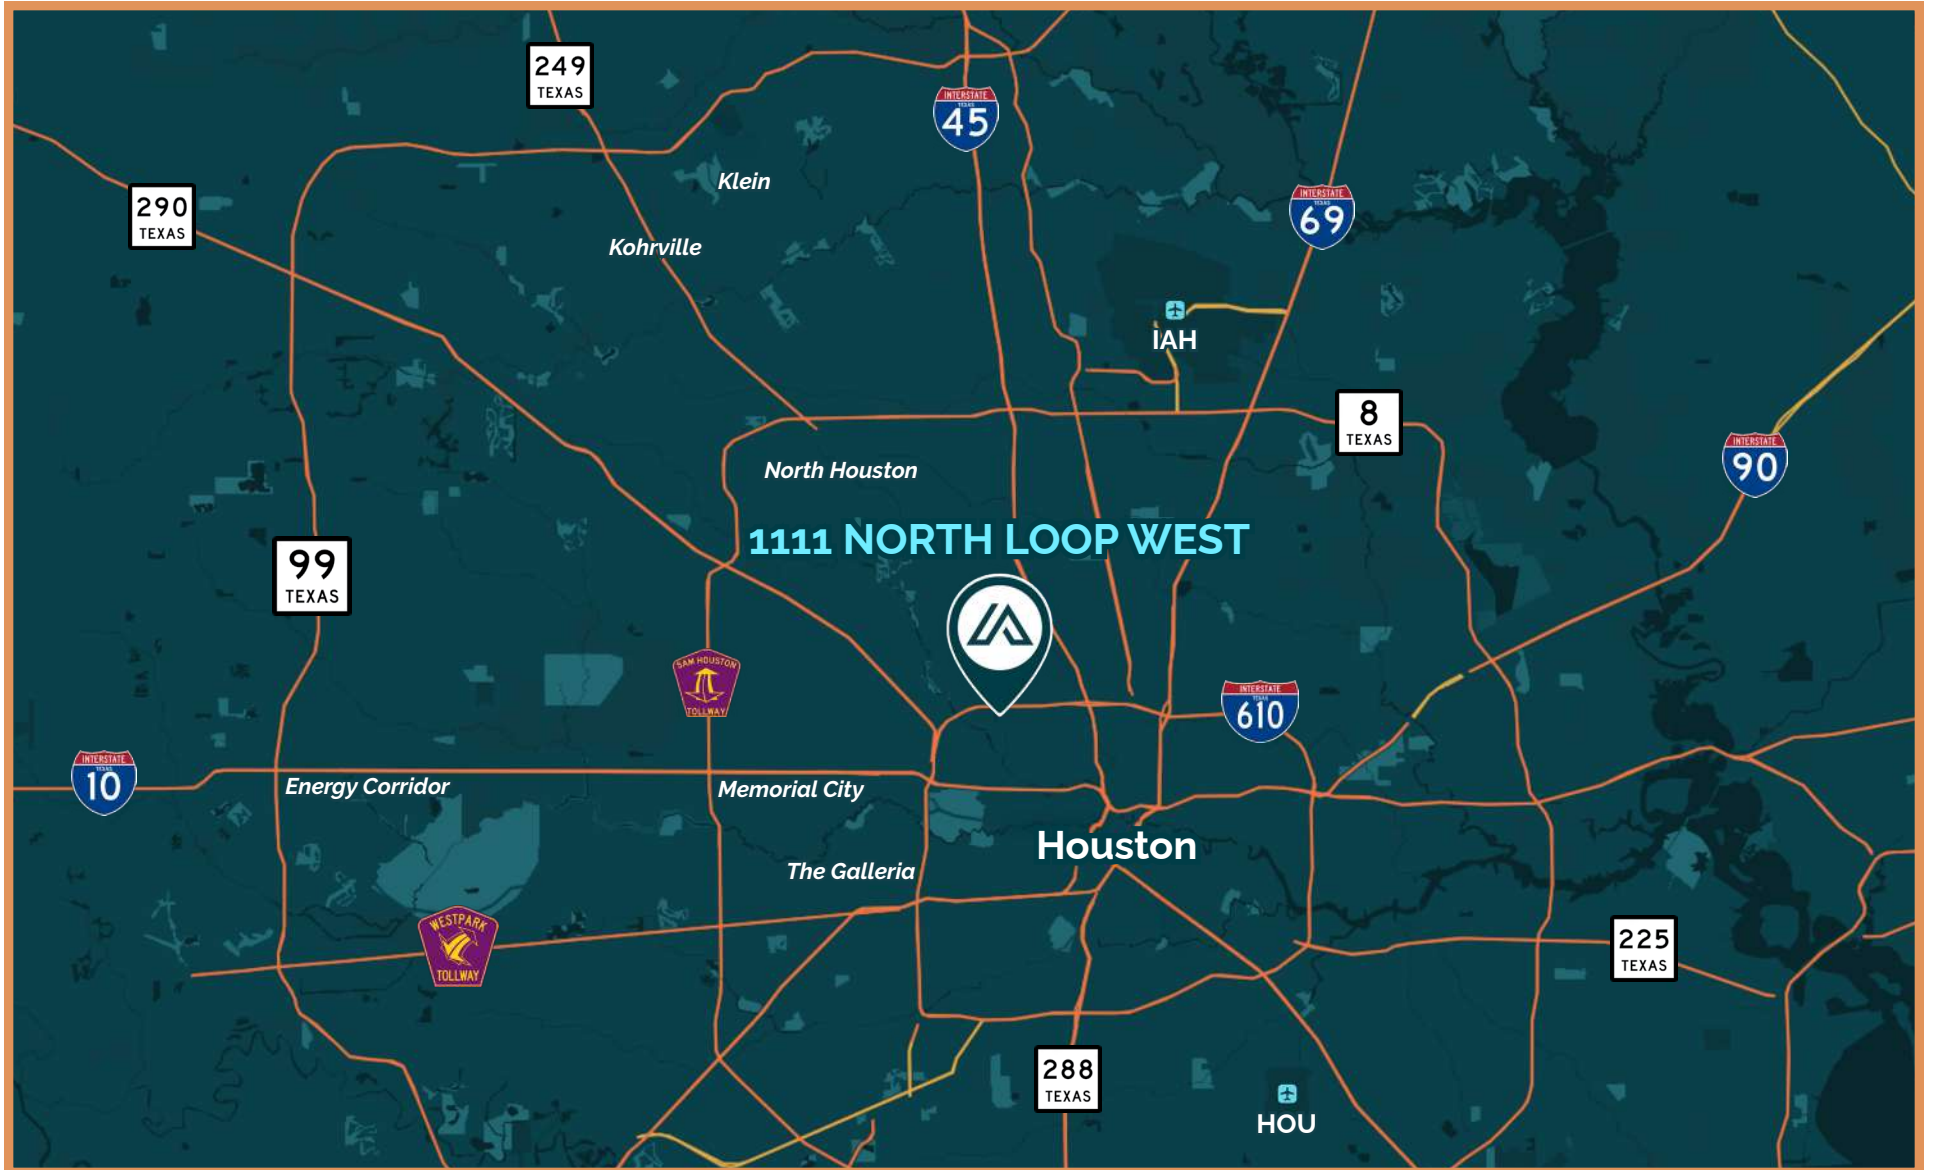 249
TEXAS
INTERSTATE
TEXAS
45
Klein
290
TEXAS
INTERSTATE
TEXAS
69
Kohrville
IAH
8
TEXAS
INTERSTATE
90
North Houston
1111 NORTH LOOP WEST
99
TEXAS
SAM HOUSTON
TOLLWAY
INTERSTATE
TEXAS
610
INTERSTATE
TEXAS
10
Energy Corridor
Memorial City
Houston
The Galleria
WESTPARK
TOLLWAY
225
TEXAS
288
TEXAS
HOU